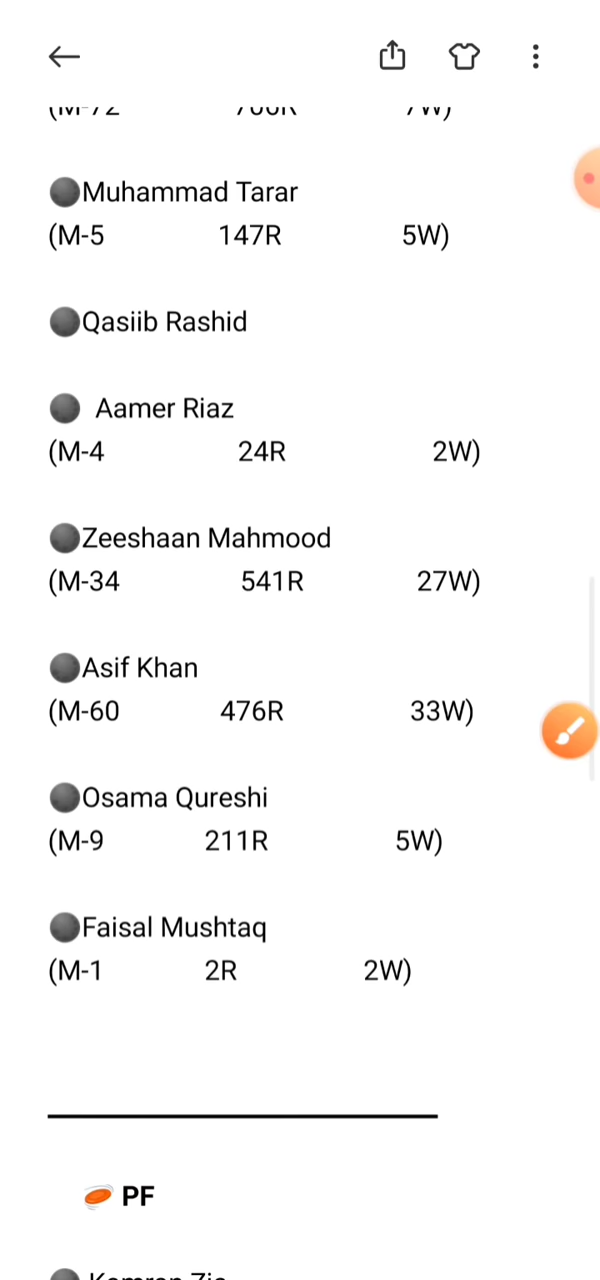 Muhammad Tarar
(M-5 147R 5W)
Qasiib Rashid
Aamer Riaz
(M-4 24R 2W)
Zeeshaan Mahmood
(M-34 541R 27W)
Asif Khan
(M-60 476R 33W)
Osama Qureshi
(M-9 211R 5W)
Faisal Mushtaq
(M-1 2R 2W)
PF